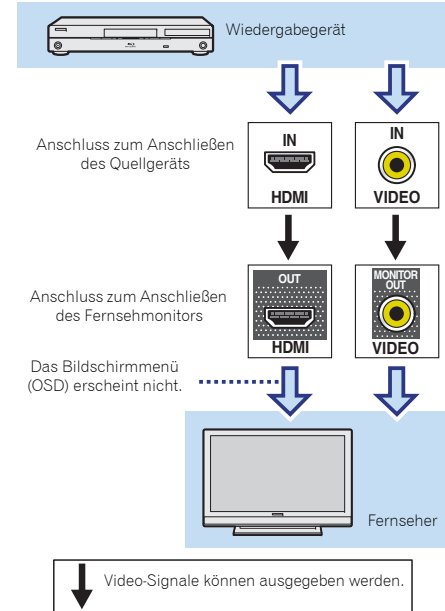 Wiedergabegerät
Anschluss zum Anschließen
des Quellgeräts
IN
HDMI
IN
VIDEO
Anschluss zum Anschließen
des Fernsehmonitors
OUT
HDMI
MONITOR
OUT
VIDEO
Das Bildschirmmenü
(OSD) erscheint nicht.
Fernseher
Video-Signale können ausgegeben werden.